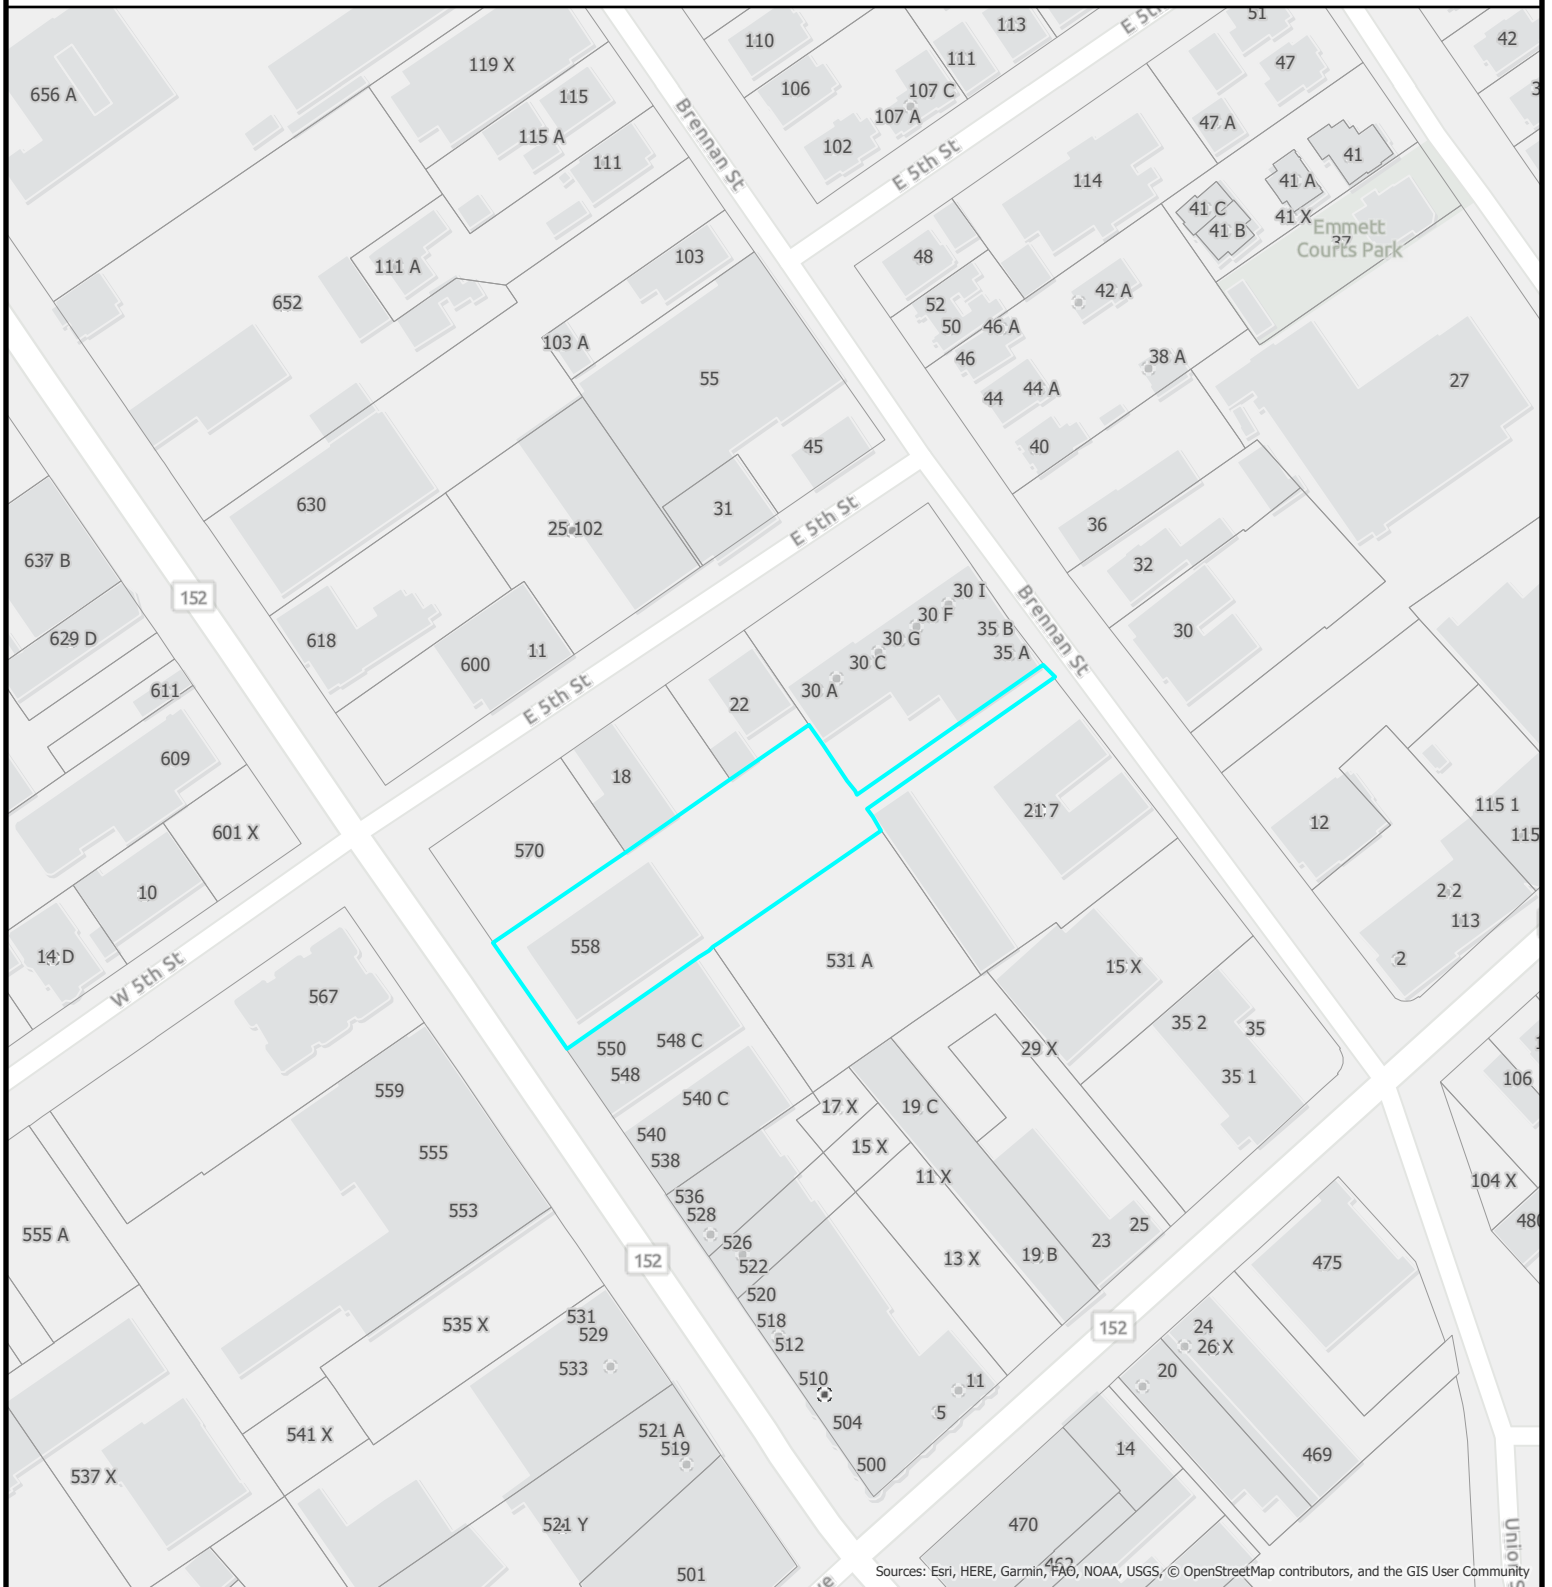 656 A
119 X
115
115 A
111
110
106
113
111
107 C
107 A
102
51
47
47 A
42
Brennan St
E 5th St
114
41
41 A
41 C
41 B
41 X
37
Emmett
Courts Park
652
111 A
103
103 A
55
48
52
50
46 A
46
42 A
38 A
44
44 A
40
27
45
31
E 5th St
630
25 102
36
32
30
637 B
152
629 D
618
600
11
E 5th St
611
609
601 X
10
14 D
W 5th St
22
18
570
30 I
30 F
30 G
30 C
30 A
35 B
35 A
Brennan St
558
217
12
115 1
115
2 2
113
2
531 A
567
550
548 C
548
15 X
35 2
35
35 1
29 X
559
555
553
540 C
540
538
17 X
15 X
19 C
11 X
106
104 X
555 A
536
528
526
522
520
518
512
510
504
500
152
13 X
19 B
23
25
475
152
535 X
531
529
533
24
26 X
20
11
5
541 X
537 X
521 A
519
521 Y
501
14
469
470
462
Sources: Esri, HERE, Garmin, FAO, NOAA, USGS, © OpenStreetMap contributors, and the GIS User Community